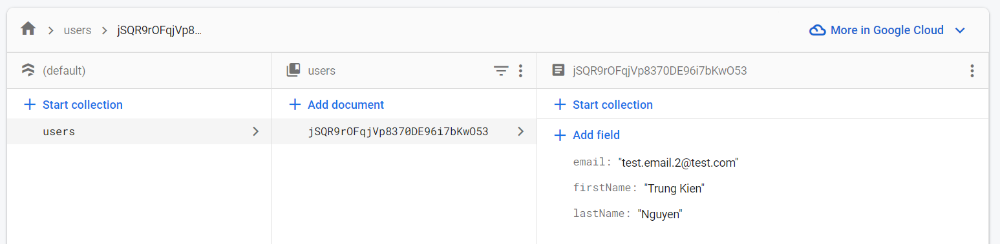 users jSQR9rOFqjVp8… More in Google Cloud
(default) users jSQR9rOFqjVp8370DE96i7bKwO53
Start collection Add document Start collection
users jSQR9rOFqjVp8370DE96i7bKwO53
Add field
email: "test.email.2@test.com"
firstName: "Trung Kien"
lastName: "Nguyen"